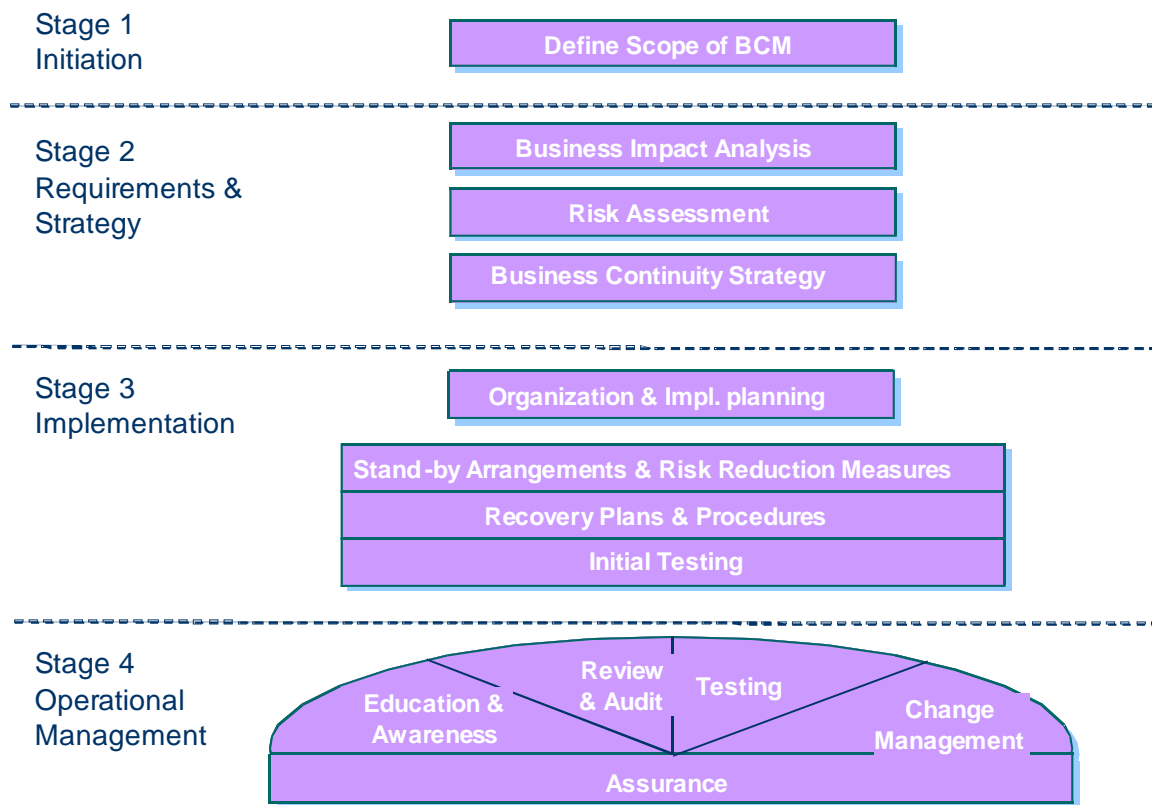 Stage 1
Initiation
Define Scope of BCM
Stage 2
Requirements &
Strategy
Business Impact Analysis
Risk Assessment
Business Continuity Strategy
Stage 3
Implementation
Organization & Impl. planning
Stand-by Arrangements & Risk Reduction Measures
Recovery Plans & Procedures
Initial Testing
Stage 4
Operational
Management
Education &
Awareness
Review
& Audit
Testing
Change
Management
Assurance